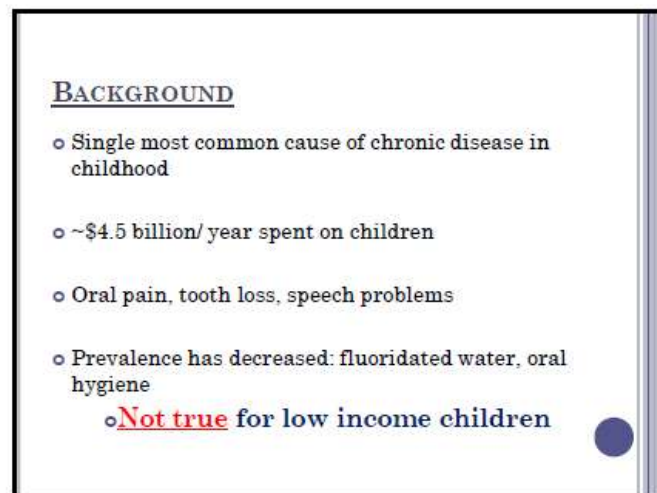 BACKGROUND
Single most common cause of chronic disease in
childhood
~$4.5 billion/ year spent on children
Oral pain, tooth loss, speech problems
Prevalence has decreased: fluoridated water, oral
hygiene
Not true for low income children